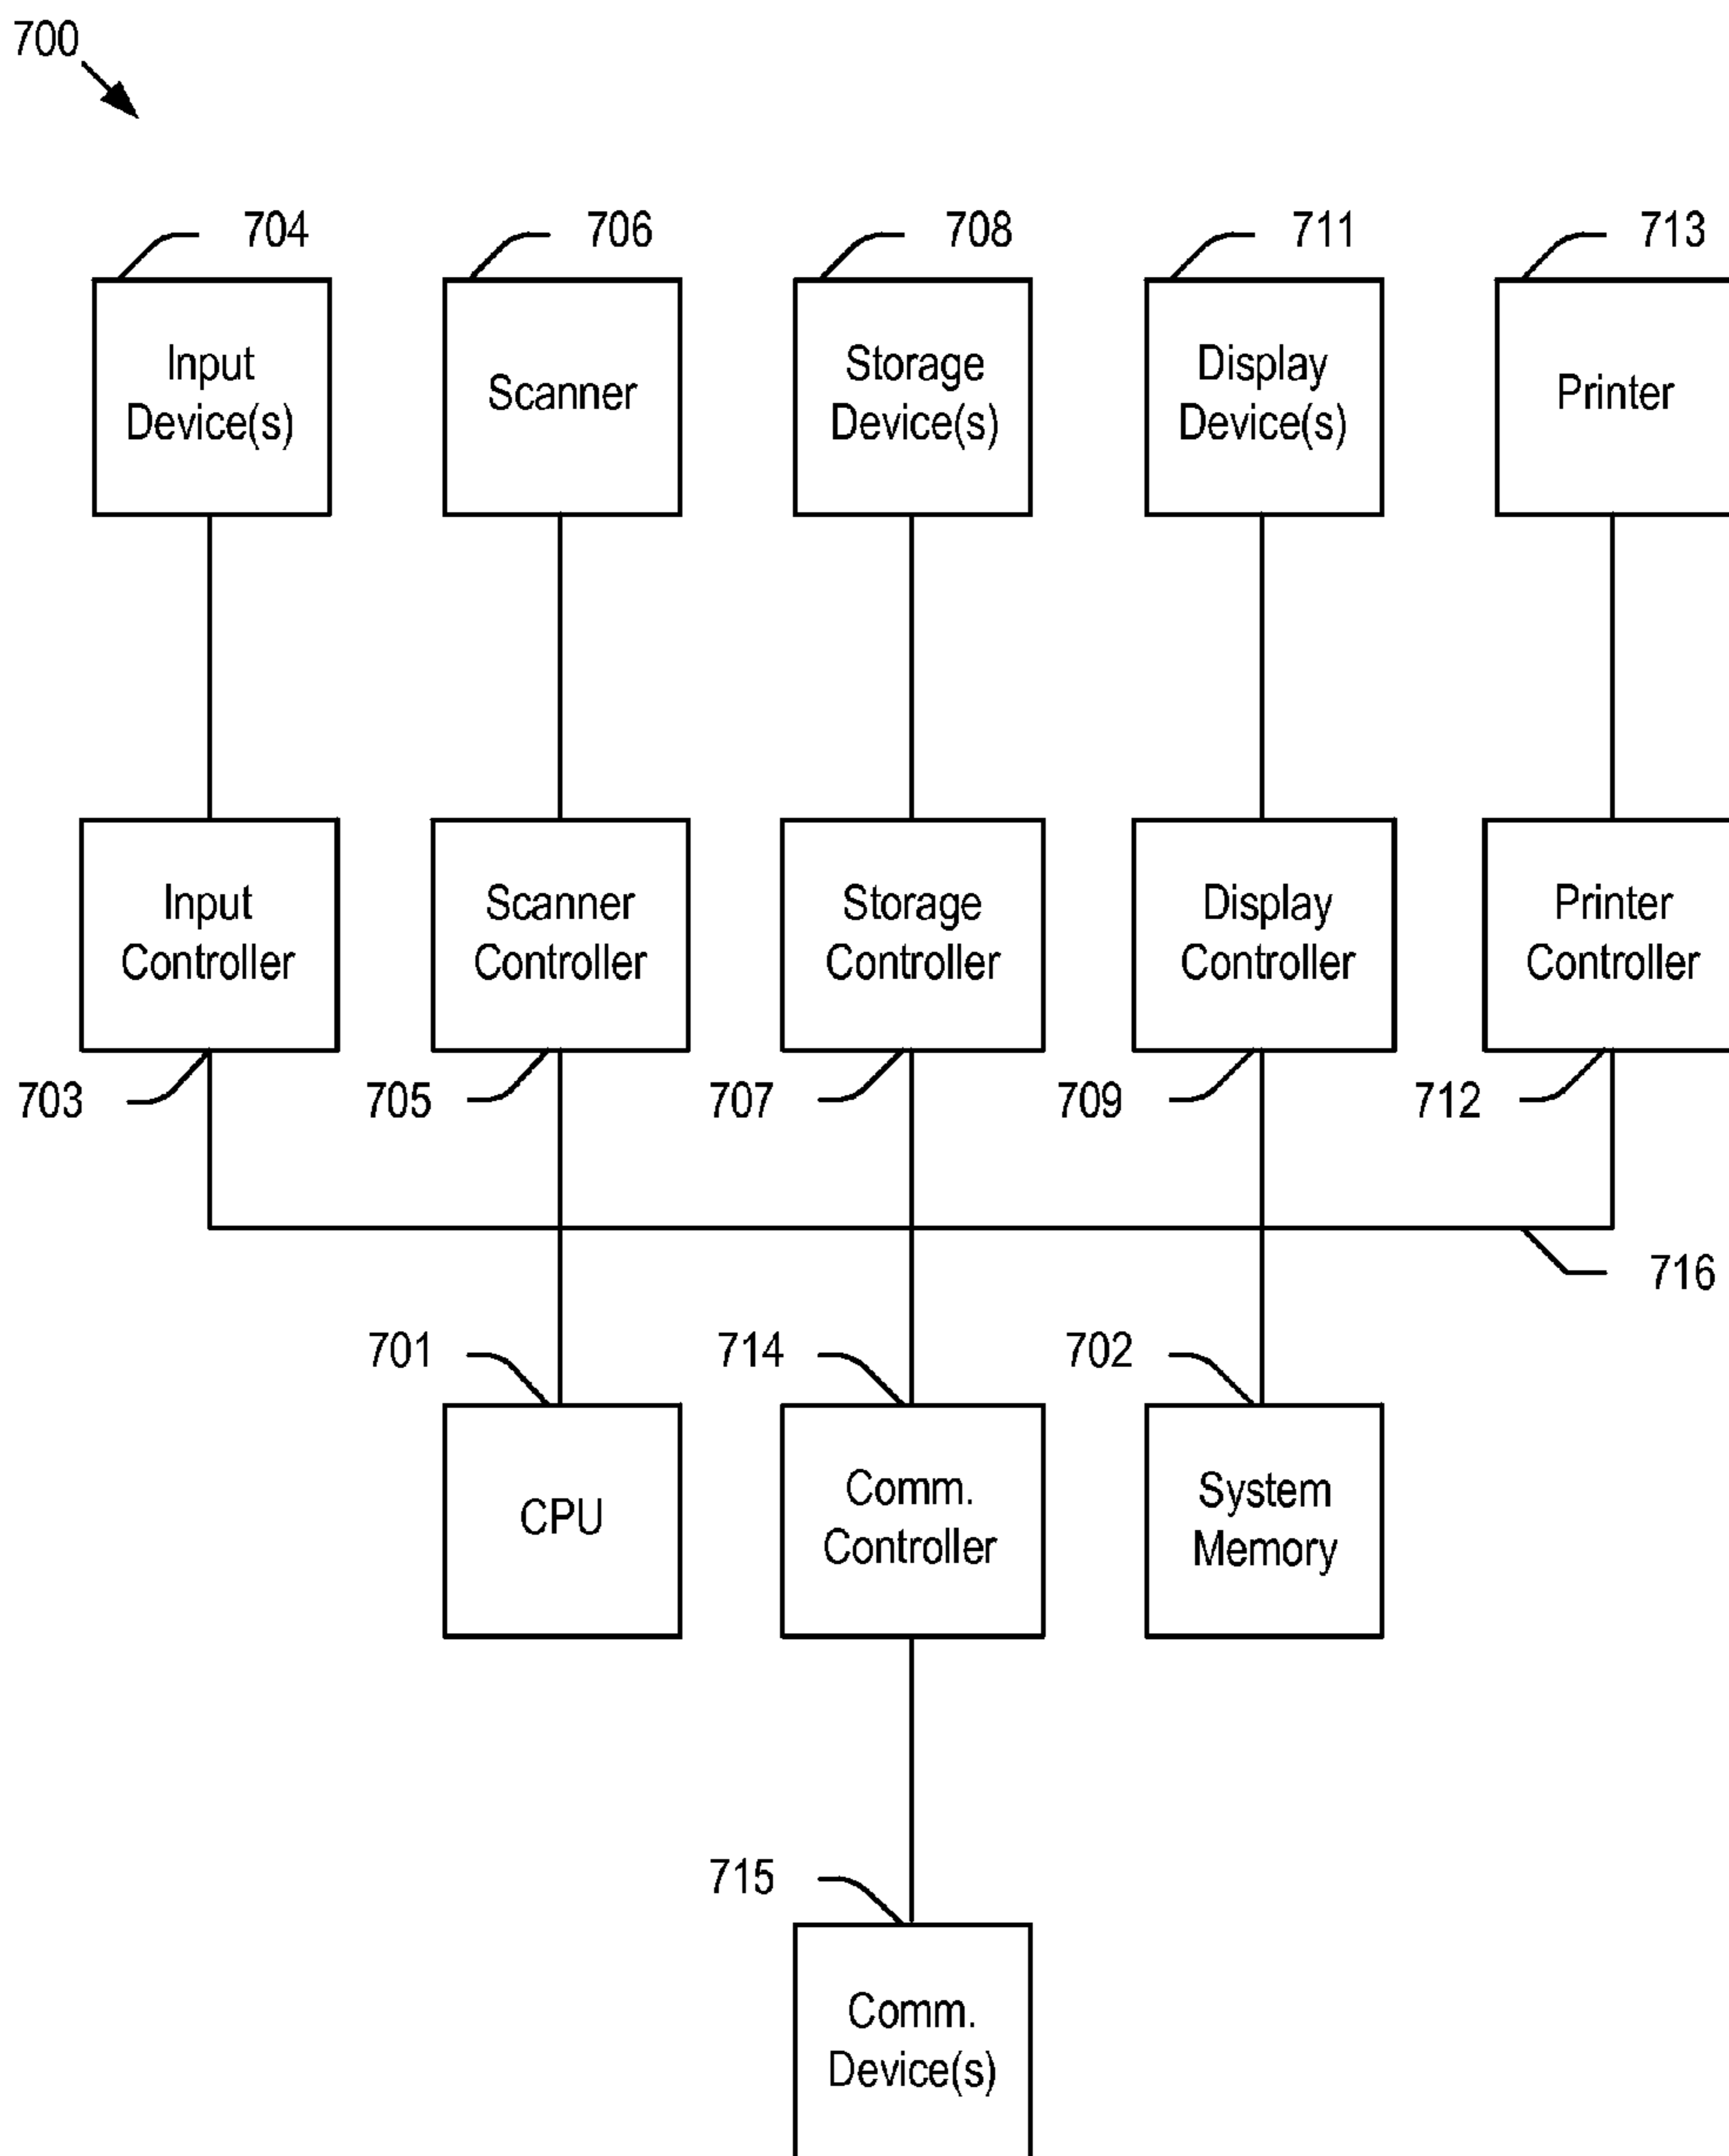 700
704
706
708
711
713
Input
Device(s)
Scanner
Storage
Device(s)
Display
Device(s)
Printer
Input
Controller
Scanner
Controller
Storage
Controller
Display
Controller
Printer
Controller
703
705
707
709
712
716
701
714
702
CPU
Comm.
Controller
System
Memory
715
Comm.
Device(s)